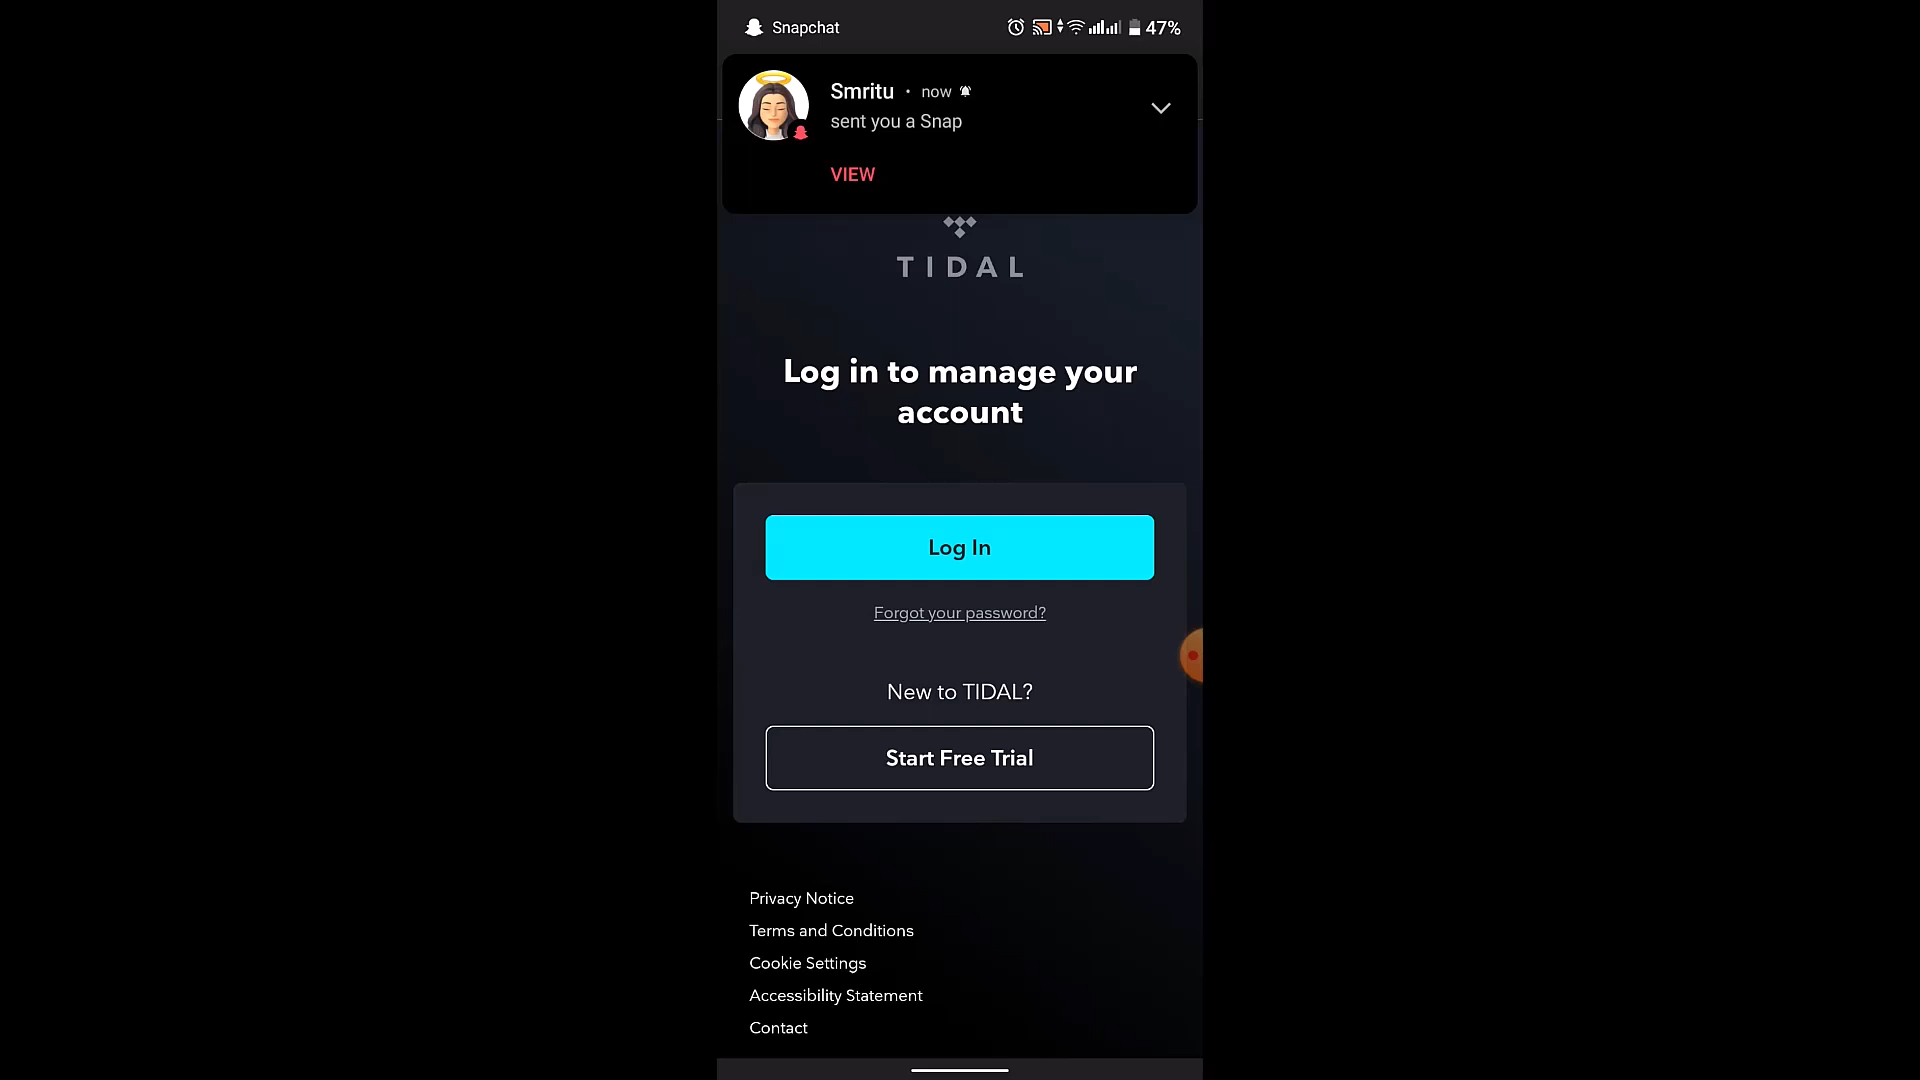 Snapchat 47%
Smritu • now
sent you a Snap
VIEW
TIDAL
Log in to manage your
account
Log In
Forgot your password?
New to TIDAL?
Start Free Trial
Privacy Notice
Terms and Conditions
Cookie Settings
Accessibility Statement
Contact